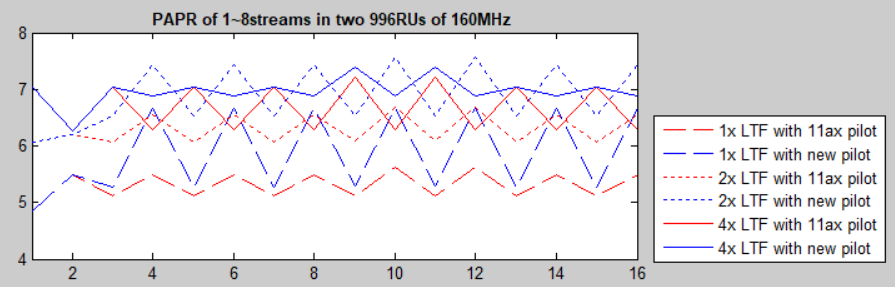 PAPR of 1~8streams in two 996RUs of 160MHz
8
7
6
5
4
2
4
6
8
10
12
14
16
1x LTF with 11ax pilot
1x LTF with new pilot
2x LTF with 11ax pilot
2x LTF with new pilot
4x LTF with 11ax pilot
4x LTF with new pilot